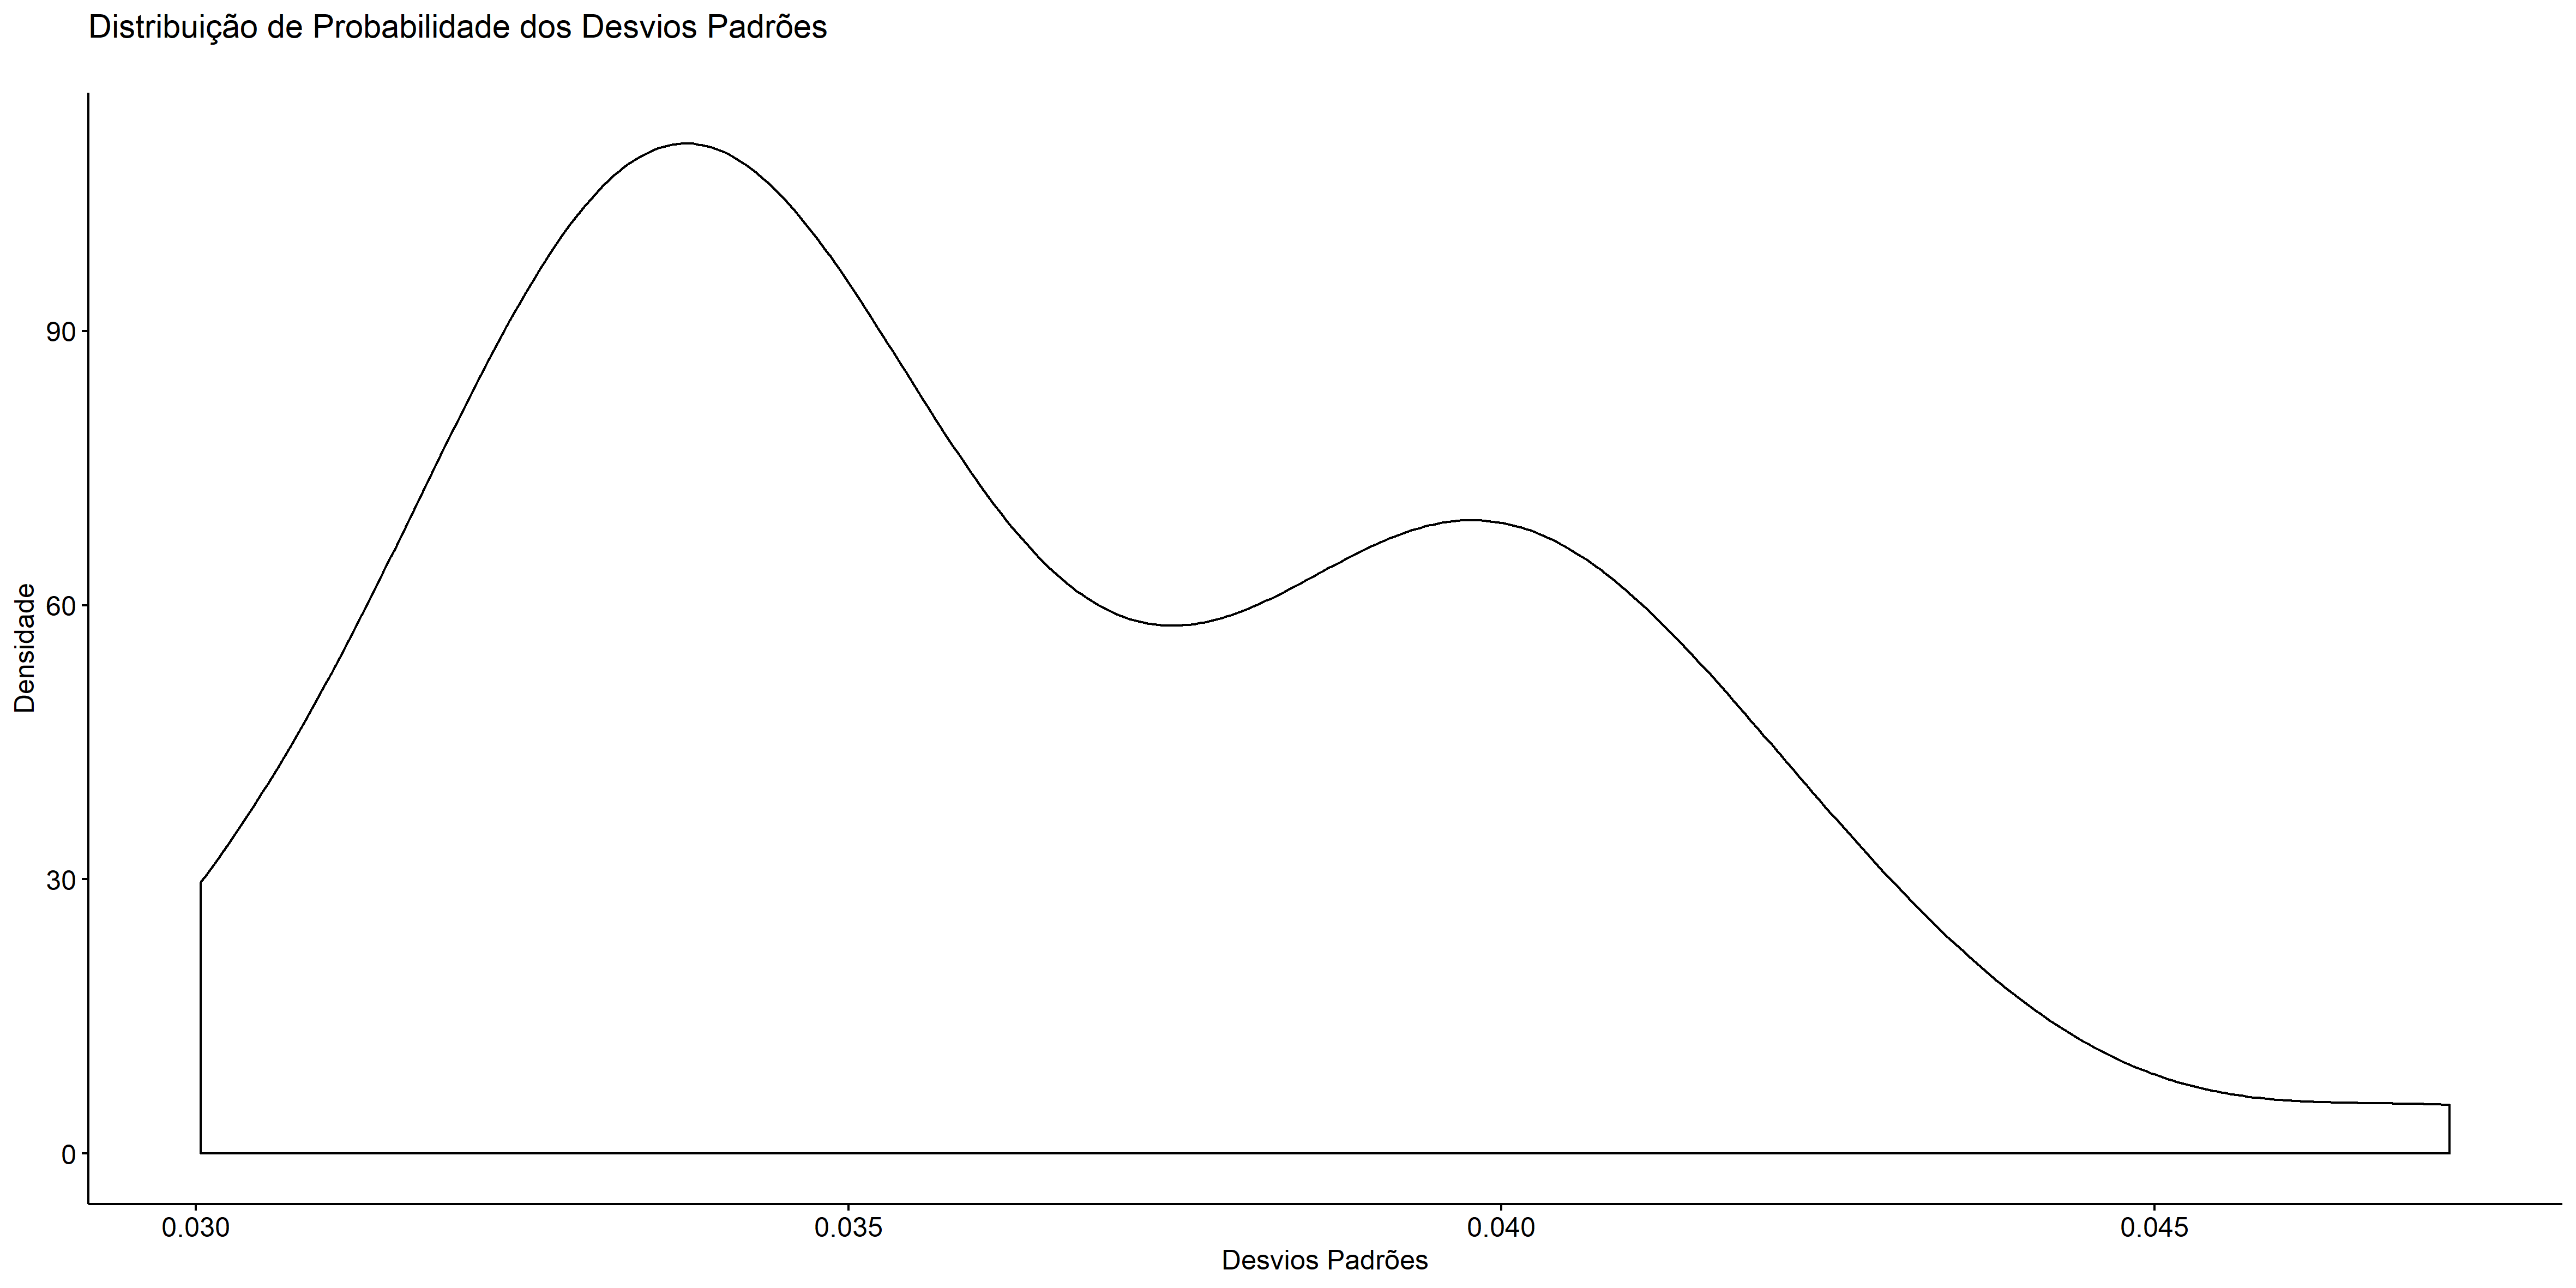 Distribuição de Probabilidade dos Desvios Padrões
Densidade
90
60
30
0
0.030
0.035
0.040
0.045
Desvios Padrões